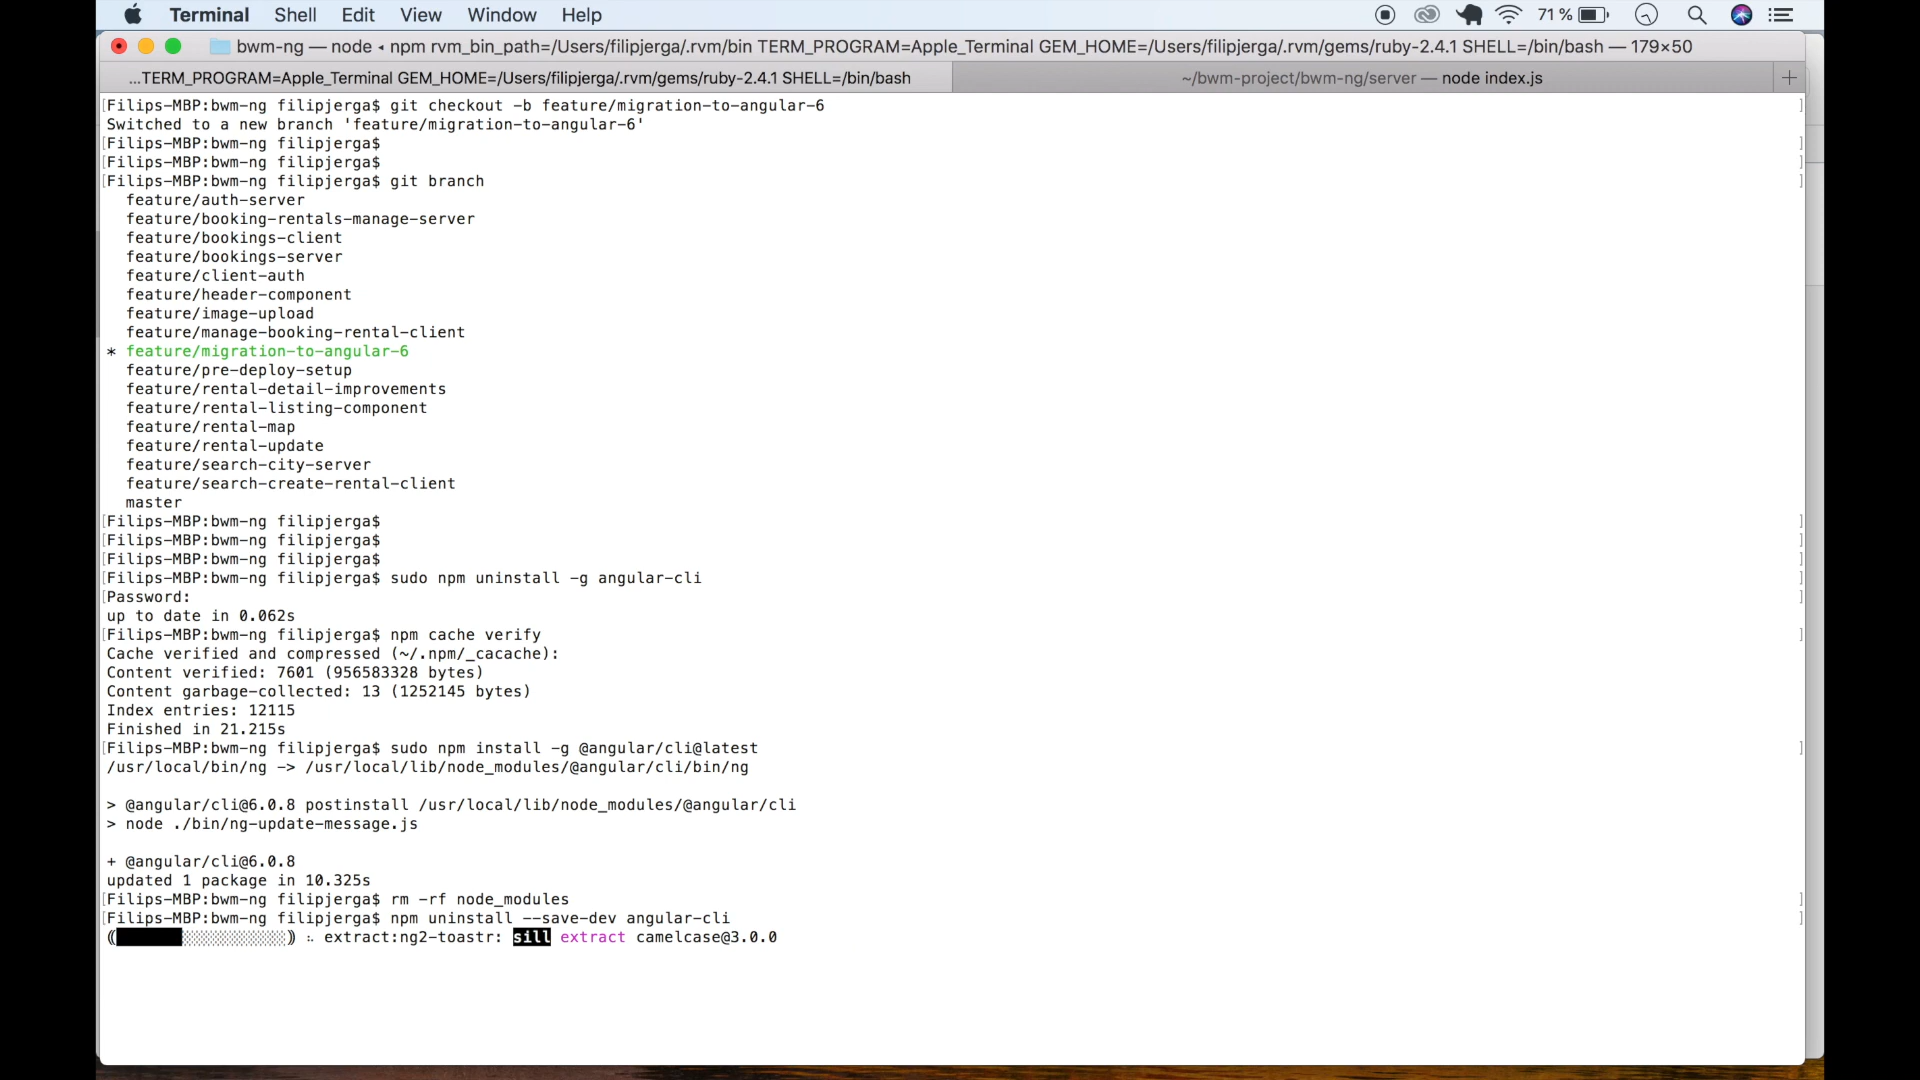 Terminal Shell Edit View Window Help 71 %
bwm-ng — node ◂ npm rvm_bin_path=/Users/filipjerga/.rvm/bin TERM_PROGRAM=Apple_Terminal GEM_HOME=/Users/filipjerga/.rvm/gems/ruby-2.4.1 SHELL=/bin/bash — 179×50
...TERM_PROGRAM=Apple_Terminal GEM_HOME=/Users/filipjerga/.rvm/gems/ruby-2.4.1 SHELL=/bin/bash ~/bwm-project/bwm-ng/server — node index.js +
[Filips-MBP:bwm-ng filipjerga$ git checkout -b feature/migration-to-angular-6 ]
Switched to a new branch 'feature/migration-to-angular-6'
[Filips-MBP:bwm-ng filipjerga$ ]
[Filips-MBP:bwm-ng filipjerga$ ]
[Filips-MBP:bwm-ng filipjerga$ git branch ]
feature/auth-server
feature/booking-rentals-manage-server
feature/bookings-client
feature/bookings-server
feature/client-auth
feature/header-component
feature/image-upload
feature/manage-booking-rental-client
* feature/migration-to-angular-6
feature/pre-deploy-setup
feature/rental-detail-improvements
feature/rental-listing-component
feature/rental-map
feature/rental-update
feature/search-city-server
feature/search-create-rental-client
master
[Filips-MBP:bwm-ng filipjerga$ ]
[Filips-MBP:bwm-ng filipjerga$ ]
[Filips-MBP:bwm-ng filipjerga$ ]
[Filips-MBP:bwm-ng filipjerga$ sudo npm uninstall -g angular-cli ]
[Password: ]
up to date in 0.062s
[Filips-MBP:bwm-ng filipjerga$ npm cache verify ]
Cache verified and compressed (~/.npm/_cacache):
Content verified: 7601 (956583328 bytes)
Content garbage-collected: 13 (1252145 bytes)
Index entries: 12115
Finished in 21.215s
[Filips-MBP:bwm-ng filipjerga$ sudo npm install -g @angular/cli@latest ]
/usr/local/bin/ng -> /usr/local/lib/node_modules/@angular/cli/bin/ng
> @angular/cli@6.0.8 postinstall /usr/local/lib/node_modules/@angular/cli
> node ./bin/ng-update-message.js
+ @angular/cli@6.0.8
updated 1 package in 10.325s
[Filips-MBP:bwm-ng filipjerga$ rm -rf node_modules ]
[Filips-MBP:bwm-ng filipjerga$ npm uninstall --save-dev angular-cli ]
extract:ng2-toastr: sill extract camelcase@3.0.0